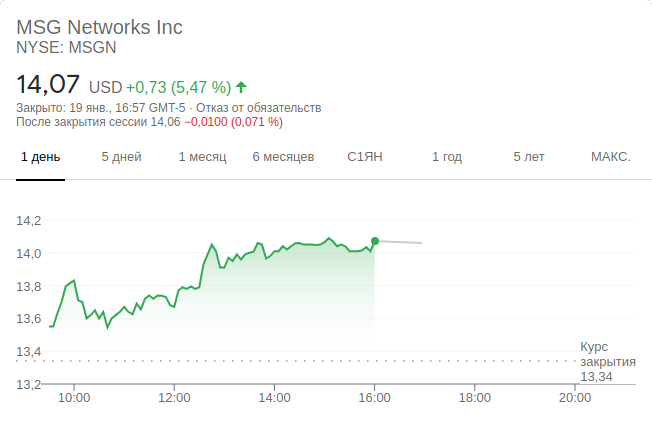 MSG Networks Inc
NYSE: MSGN
14,07 USD +0,73 (5,47 %)
Закрыто: 19 янв., 16:57 GMT-5 · Отказ от обязательств
После закрытия сессии 14,06 −0,0100 (0,071 %)
1 день 5 дней 1 месяц 6 месяцев С1ЯН 1 год 5 лет МАКС.
14,2
14,0
13,8
13,6
13,4
13,2
Курс
закрытия
13,34
10:00 12:00 14:00 16:00 18:00 20:00